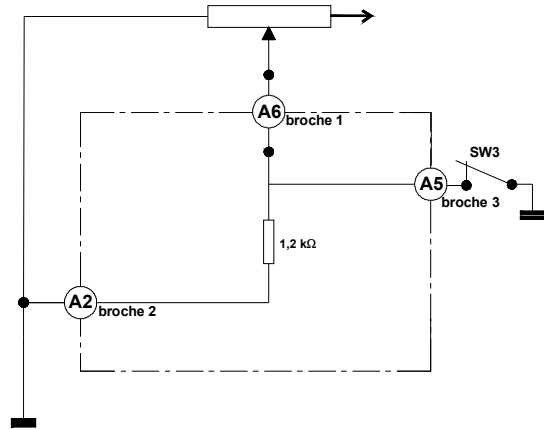 A6
broche 1
SW3
A5
broche 3
1,2 kΩ
A2
broche 2